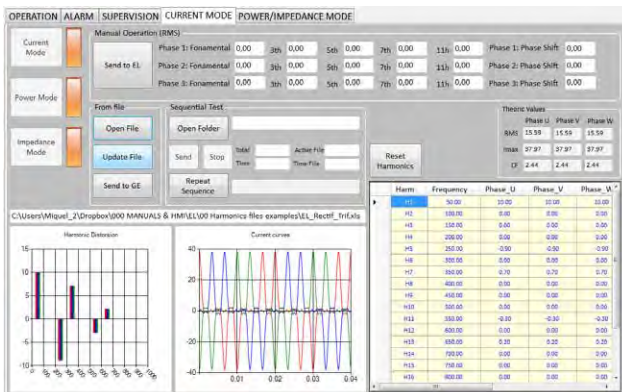 OPERATION ALARM SUPERVISION CURRENT MODE POWER/IMPEDANCE MODE
Current Mode
Power Mode
Impedance Mode
Manual Operation (RMS)
Send to EL
Phase 1: Fonamental 0,00 3th 0,00 5th 0,00 7th 0,00 11h 0,00 Phase 1: Phase Shift 0,00
Phase 2: Fonamental 0,00 3th 0,00 5th 0,00 7th 0,00 11h 0,00 Phase 2: Phase Shift 0,00
Phase 3: Fonamental 0,00 3th 0,00 5th 0,00 7th 0,00 11h 0,00 Phase 3: Phase Shift 0,00
From file
Open File
Update File
Send to GE
Sequential Test
Open Folder
Send Stop
Total Time
Active File
Time File
Repeat Sequence
Reset Harmonics
Theoric Values
Phase U Phase V Phase W
RMS 15.59 15.59 15.59
Imax 37.97 37.97 37.97
CF 2.44 2.44 2.44
C:\Users\Miquel_2\Dropbox\000 MANUALS & HMI\EL\00 Harmonics files examples\EL_Rectif_Trif.xls
Harmonic Distorsion
15
10
5
0
-5
-10
0 100 200 300 400 500 600 700 800 900 1000
Current curves
40
20
0
-20
-40
0.01 0.02 0.03 0.04
Harm Frequency Phase_U Phase_V Phase_W
H1 50.00 10.00 10.00 10.00
H2 100.00 0.00 0.00 0.00
H3 150.00 0.00 0.00 0.00
H4 200.00 0.00 0.00 0.00
H5 250.00 -0.90 -0.90 -0.90
H6 300.00 0.00 0.00 0.00
H7 350.00 0.70 0.70 0.70
H8 400.00 0.00 0.00 0.00
H9 450.00 0.00 0.00 0.00
H10 500.00 0.00 0.00 0.00
H11 550.00 -0.30 -0.30 -0.30
H12 600.00 0.00 0.00 0.00
H13 650.00 0.20 0.20 0.20
H14 700.00 0.00 0.00 0.00
H15 750.00 0.00 0.00 0.00
H16 800.00 0.00 0.00 0.00